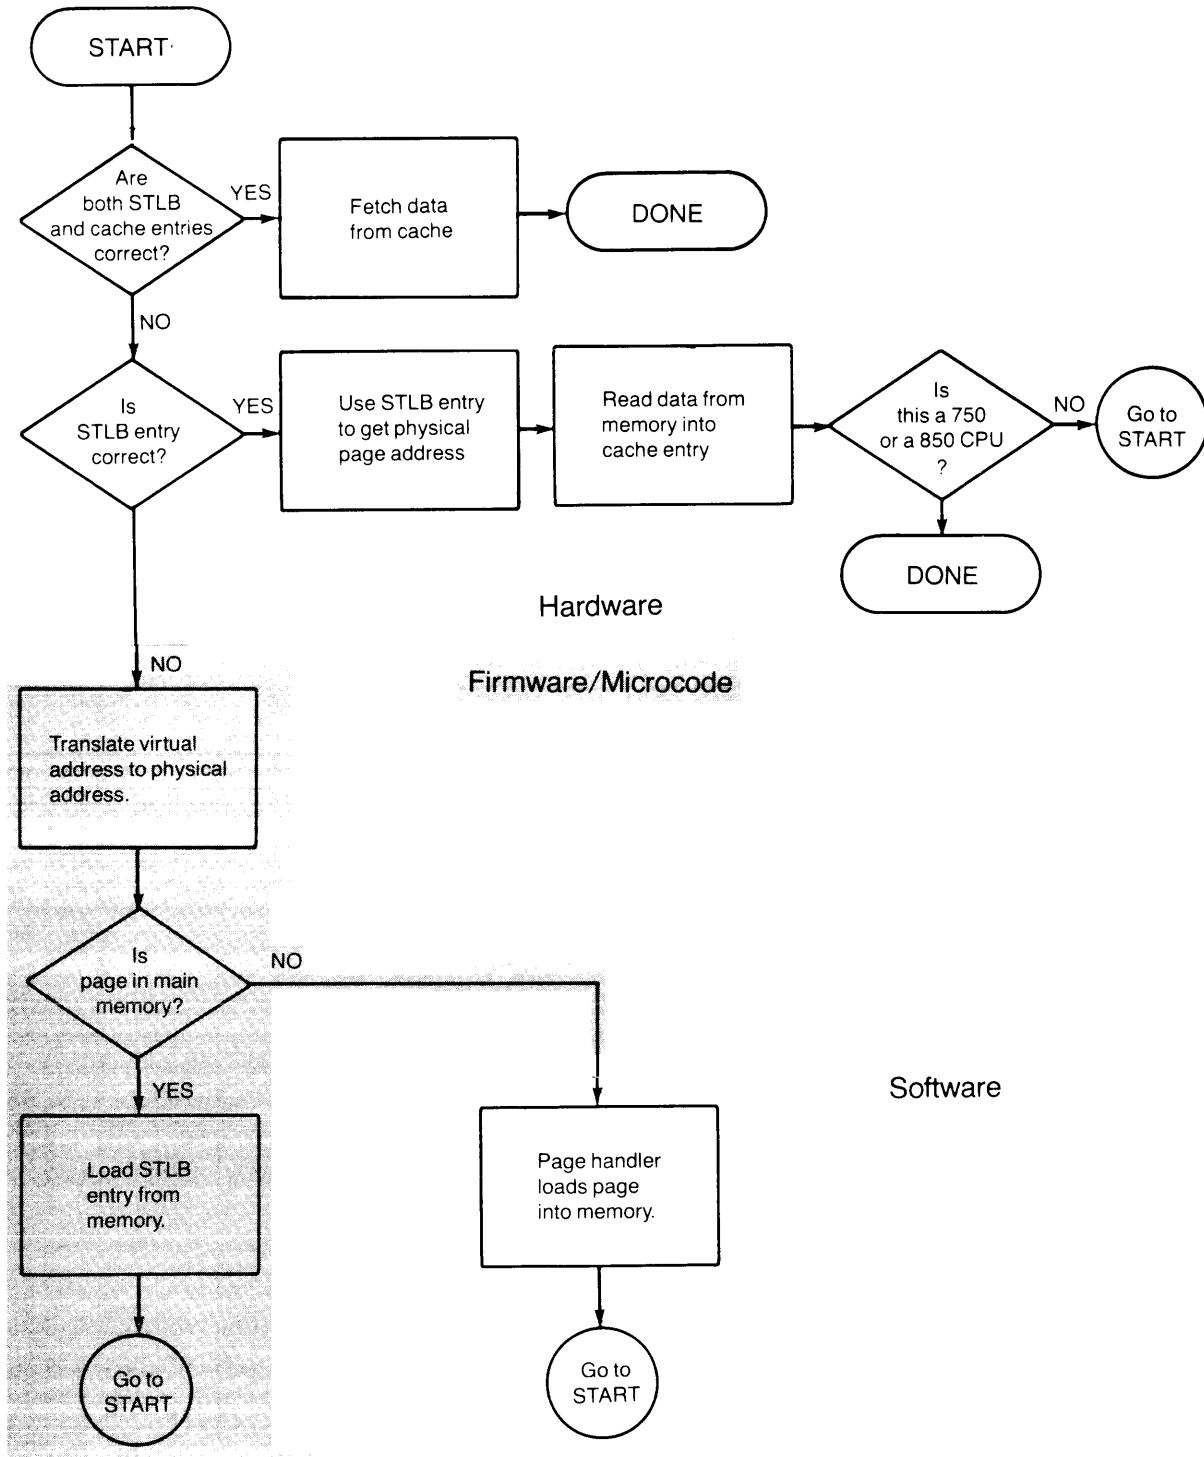 START
Are
both STLB
and cache entries
correct?
YES
Fetch data
from cache
DONE
NO
Is
STLB entry
correct?
YES
Use STLB entry
to get physical
page address
Read data from
memory into
cache entry
Is
this a 750
or a 850 CPU
?
NO
Go to
START
DONE
Hardware
NO
Firmware/Microcode
Translate virtual
address to physical
address.
Is
page in main
memory?
NO
YES
Software
Load STLB
entry from
memory.
Page handler
loads page
into memory.
Go to
START
Go to
START